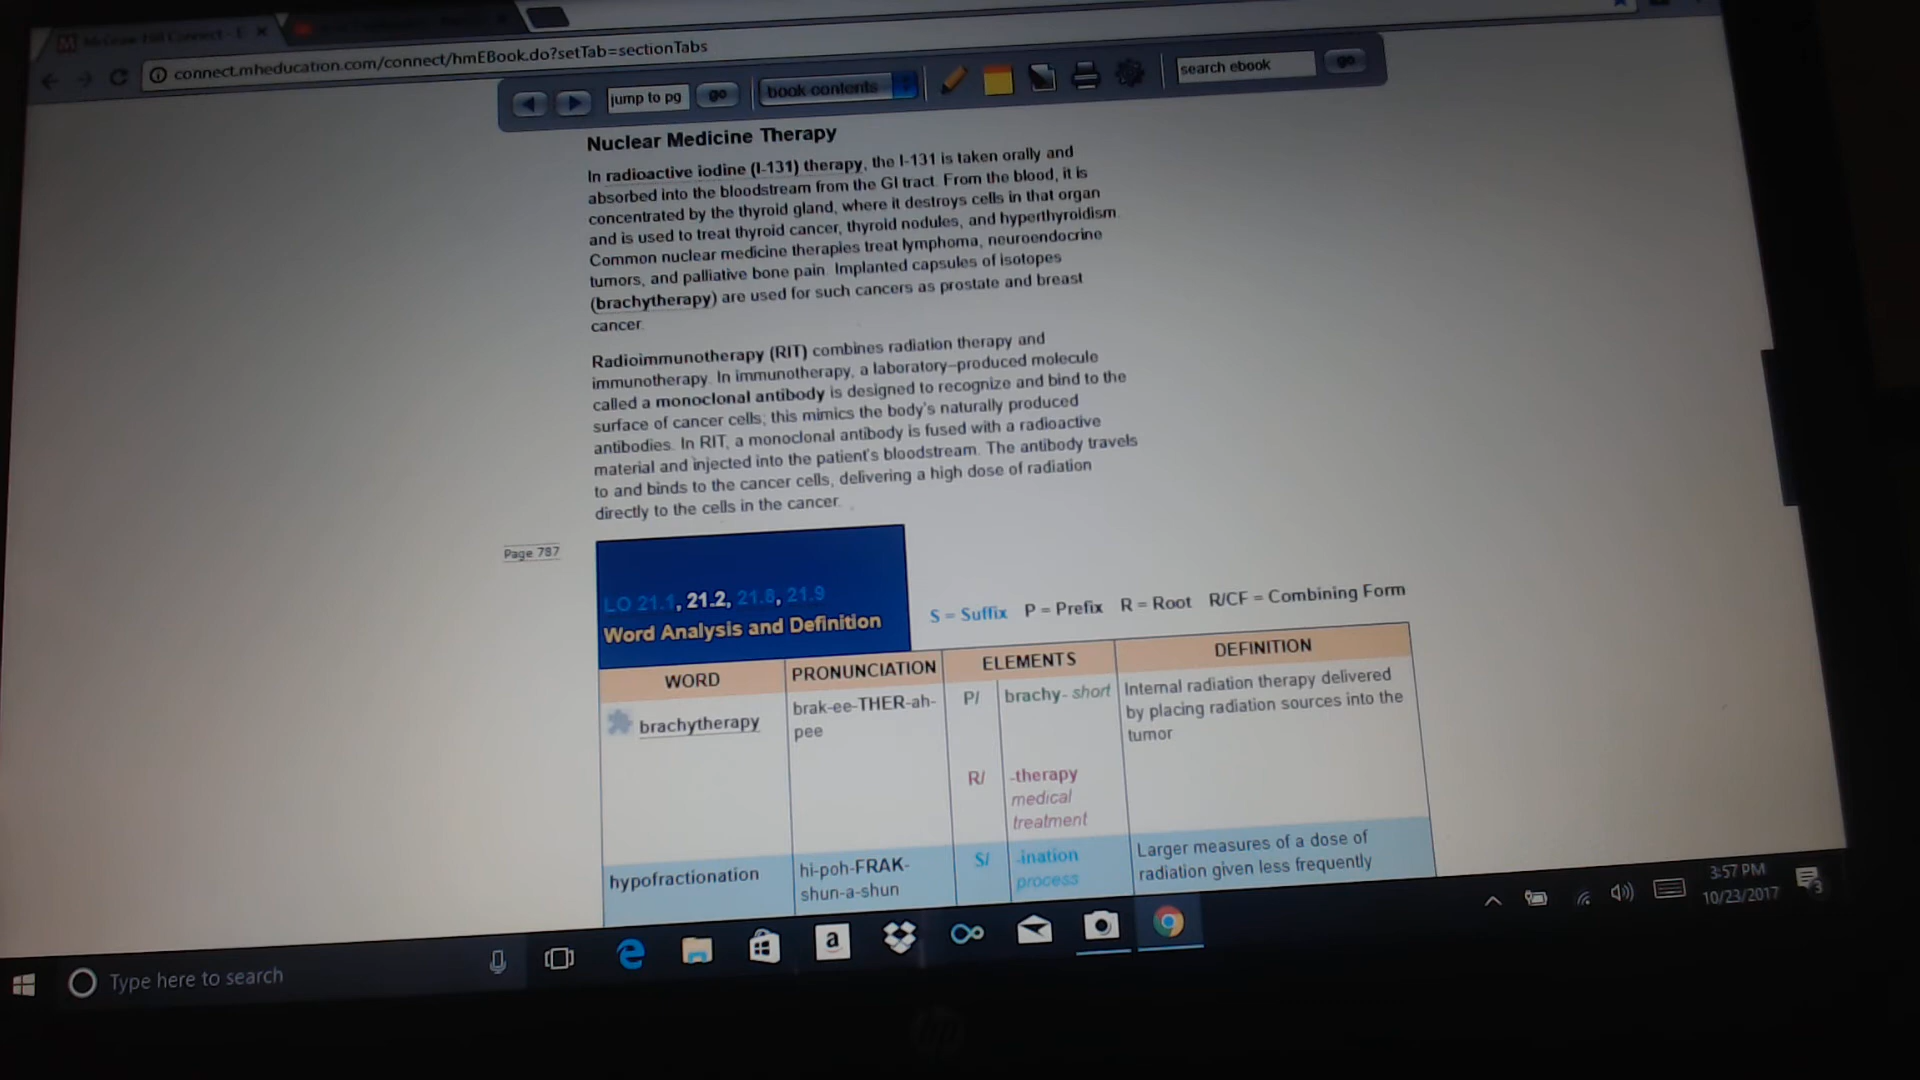 McGraw-Hill Connect
connect.mheducation.com/connect/hmEBook.do?setTab=sectionTabs
jump to pg go book contents search ebook go
Nuclear Medicine Therapy
In radioactive iodine (I-131) therapy, the I-131 is taken orally and
absorbed into the bloodstream from the GI tract. From the blood, it is
concentrated by the thyroid gland, where it destroys cells in that organ
and is used to treat thyroid cancer, thyroid nodules, and hyperthyroidism.
Common nuclear medicine therapies treat lymphoma, neuroendocrine
tumors, and palliative bone pain. Implanted capsules of isotopes
(brachytherapy) are used for such cancers as prostate and breast
cancer.
Radioimmunotherapy (RIT) combines radiation therapy and
immunotherapy. In immunotherapy, a laboratory–produced molecule
called a monoclonal antibody is designed to recognize and bind to the
surface of cancer cells; this mimics the body's naturally produced
antibodies. In RIT, a monoclonal antibody is fused with a radioactive
material and injected into the patient's bloodstream. The antibody travels
to and binds to the cancer cells, delivering a high dose of radiation
directly to the cells in the cancer.
Page 787
LO 21.1, 21.2, 21.8, 21.9
Word Analysis and Definition
S = Suffix P = Prefix R = Root R/CF = Combining Form
WORD PRONUNCIATION ELEMENTS DEFINITION
brachytherapy
brak-ee-THER-ah-
pee
P/ brachy- short
R/ -therapy
medical
treatment
Internal radiation therapy delivered
by placing radiation sources into the
tumor
hypofractionation
hi-poh-FRAK-
shun-a-shun
S/ -ination
process
Larger measures of a dose of
radiation given less frequently
Type here to search
a
3:57 PM
10/23/2017
3
hp